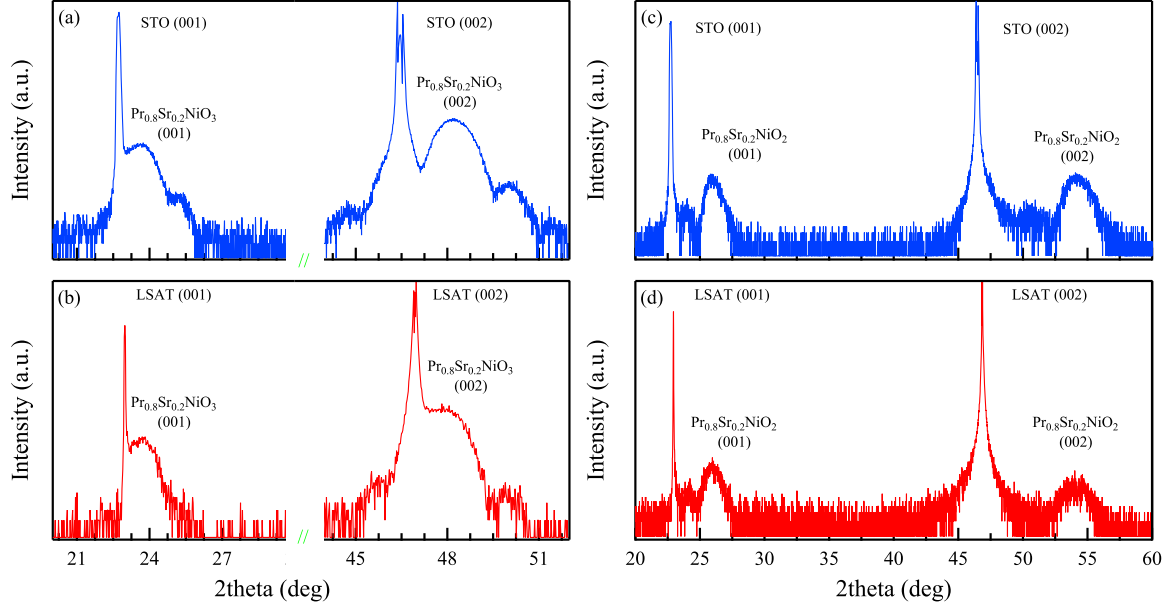 (a)
STO (001)
STO (002)
Pr0.8Sr0.2NiO3
(001)
Pr0.8Sr0.2NiO3
(002)
Intensity (a.u.)
(b)
LSAT (001)
LSAT (002)
Pr0.8Sr0.2NiO3
(001)
Pr0.8Sr0.2NiO3
(002)
Intensity (a.u.)
//
//
21 24 27 45 48 51
2theta (deg)
(c)
STO (001)
STO (002)
Pr0.8Sr0.2NiO2
(001)
Pr0.8Sr0.2NiO2
(002)
Intensity (a.u.)
(d)
LSAT (001)
LSAT (002)
Pr0.8Sr0.2NiO2
(001)
Pr0.8Sr0.2NiO2
(002)
Intensity (a.u.)
20 25 30 35 40 45 50 55 60
2theta (deg)